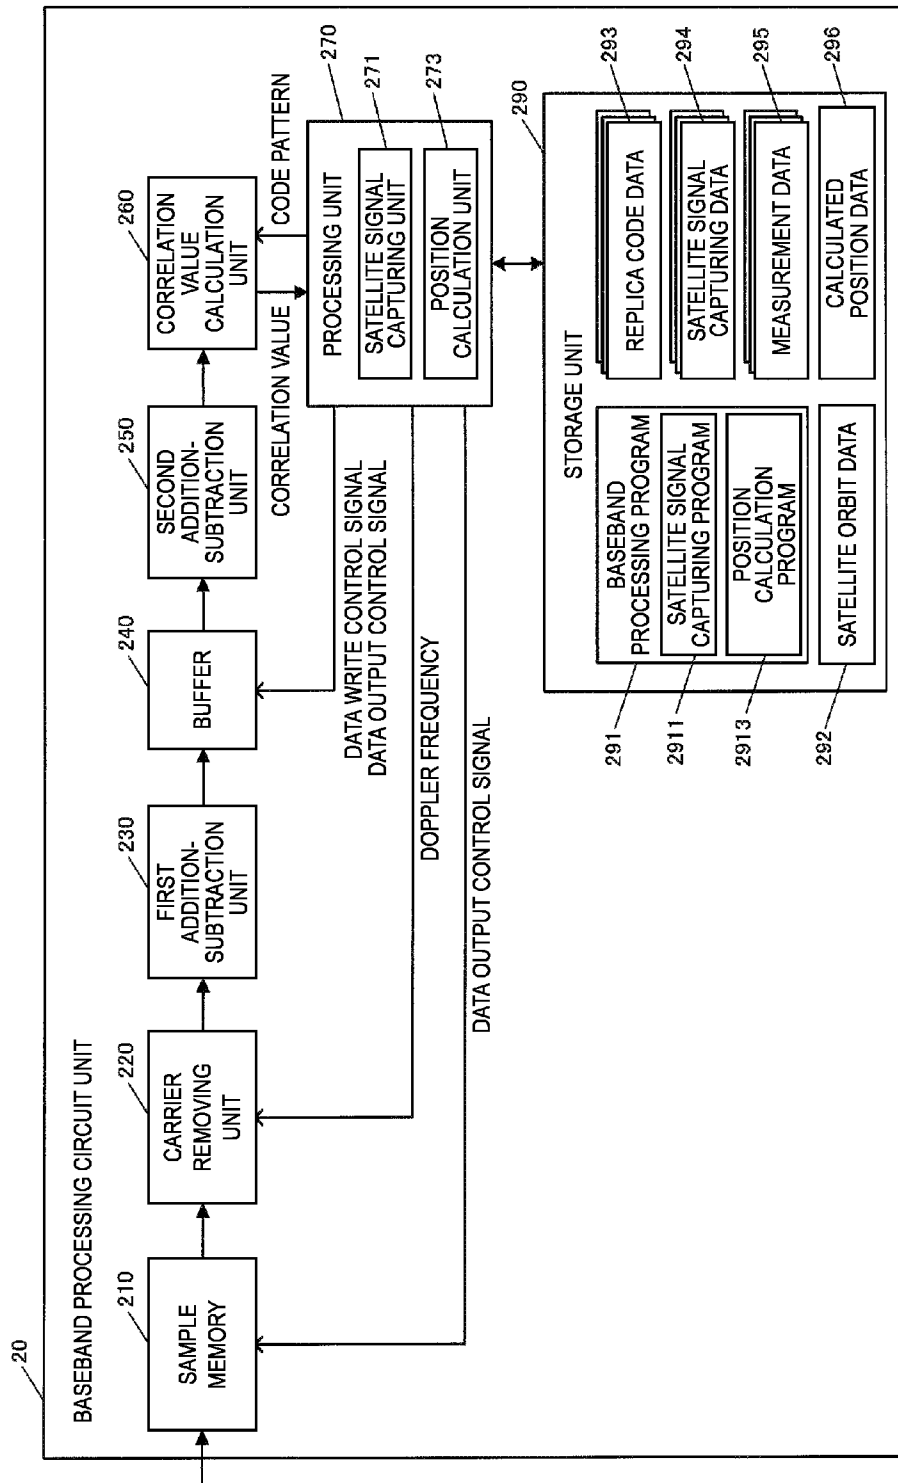 20
BASEBAND PROCESSING CIRCUIT UNIT
210
SAMPLE
MEMORY
220
CARRIER
REMOVING
UNIT
230
FIRST
ADDITION-
SUBTRACTION
UNIT
240
BUFFER
250
SECOND
ADDITION-
SUBTRACTION
UNIT
260
CORRELATION
VALUE
CALCULATION
UNIT
CORRELATION VALUE
CODE PATTERN
DATA WRITE CONTROL SIGNAL
DATA OUTPUT CONTROL SIGNAL
DOPPLER FREQUENCY
DATA OUTPUT CONTROL SIGNAL
270
PROCESSING UNIT
271
SATELLITE SIGNAL
CAPTURING UNIT
273
POSITION
CALCULATION UNIT
290
STORAGE UNIT
291
BASEBAND
PROCESSING PROGRAM
2911
SATELLITE SIGNAL
CAPTURING PROGRAM
2913
POSITION
CALCULATION
PROGRAM
292
SATELLITE ORBIT DATA
293
REPLICA CODE DATA
294
SATELLITE SIGNAL
CAPTURING DATA
295
MEASUREMENT DATA
296
CALCULATED
POSITION DATA